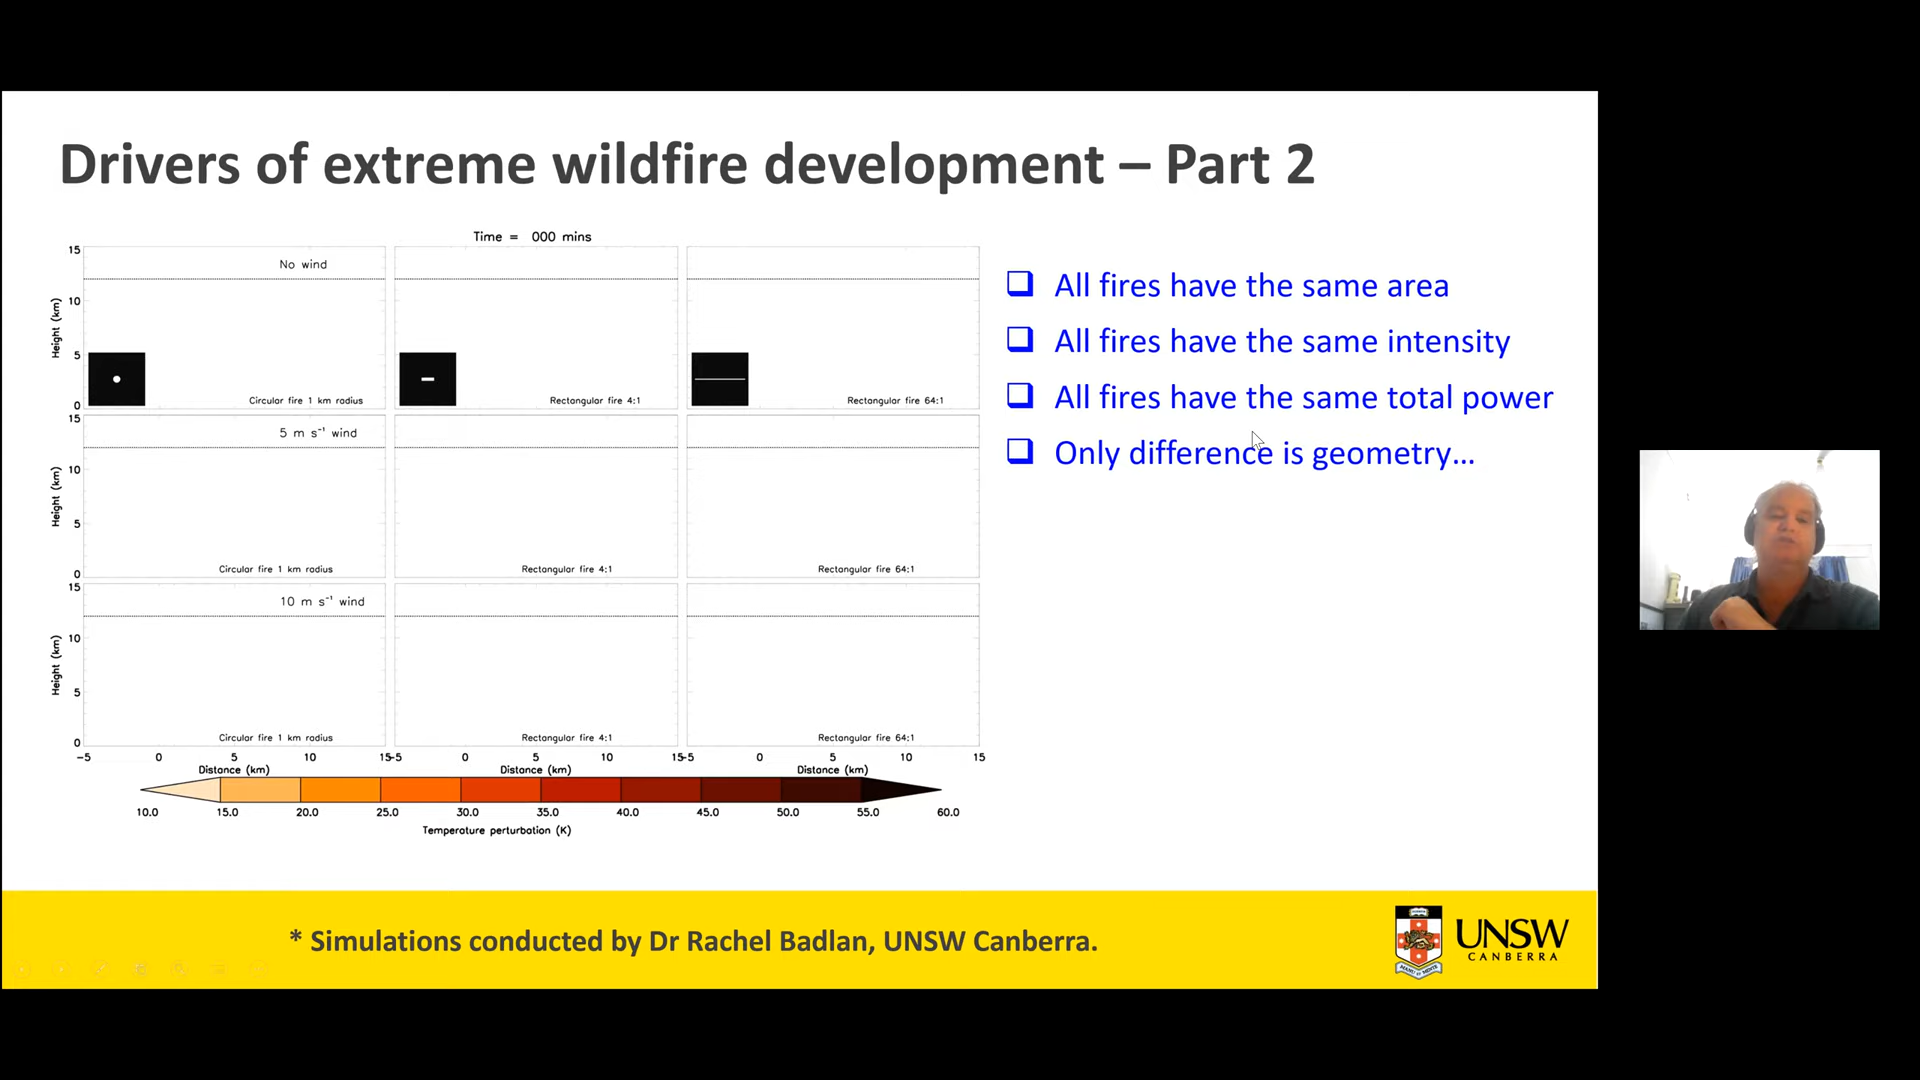 Drivers of extreme wildfire development – Part 2
Time = 000 mins
15
No wind
10
Height (km)
5
0
Circular fire 1 km radius
Rectangular fire 4:1
Rectangular fire 64:1
15
5 m s⁻¹ wind
10
Height (km)
5
0
Circular fire 1 km radius
Rectangular fire 4:1
Rectangular fire 64:1
15
10 m s⁻¹ wind
10
Height (km)
5
0
Circular fire 1 km radius
Rectangular fire 4:1
Rectangular fire 64:1
-5 0 5 10 15-5 0 5 10 15-5 0 5 10 15
Distance (km) Distance (km) Distance (km)
10.0 15.0 20.0 25.0 30.0 35.0 40.0 45.0 50.0 55.0 60.0
Temperature perturbation (K)
❑ All fires have the same area
❑ All fires have the same intensity
❑ All fires have the same total power
❑ Only difference is geometry...
* Simulations conducted by Dr Rachel Badlan, UNSW Canberra.
UNSW
CANBERRA